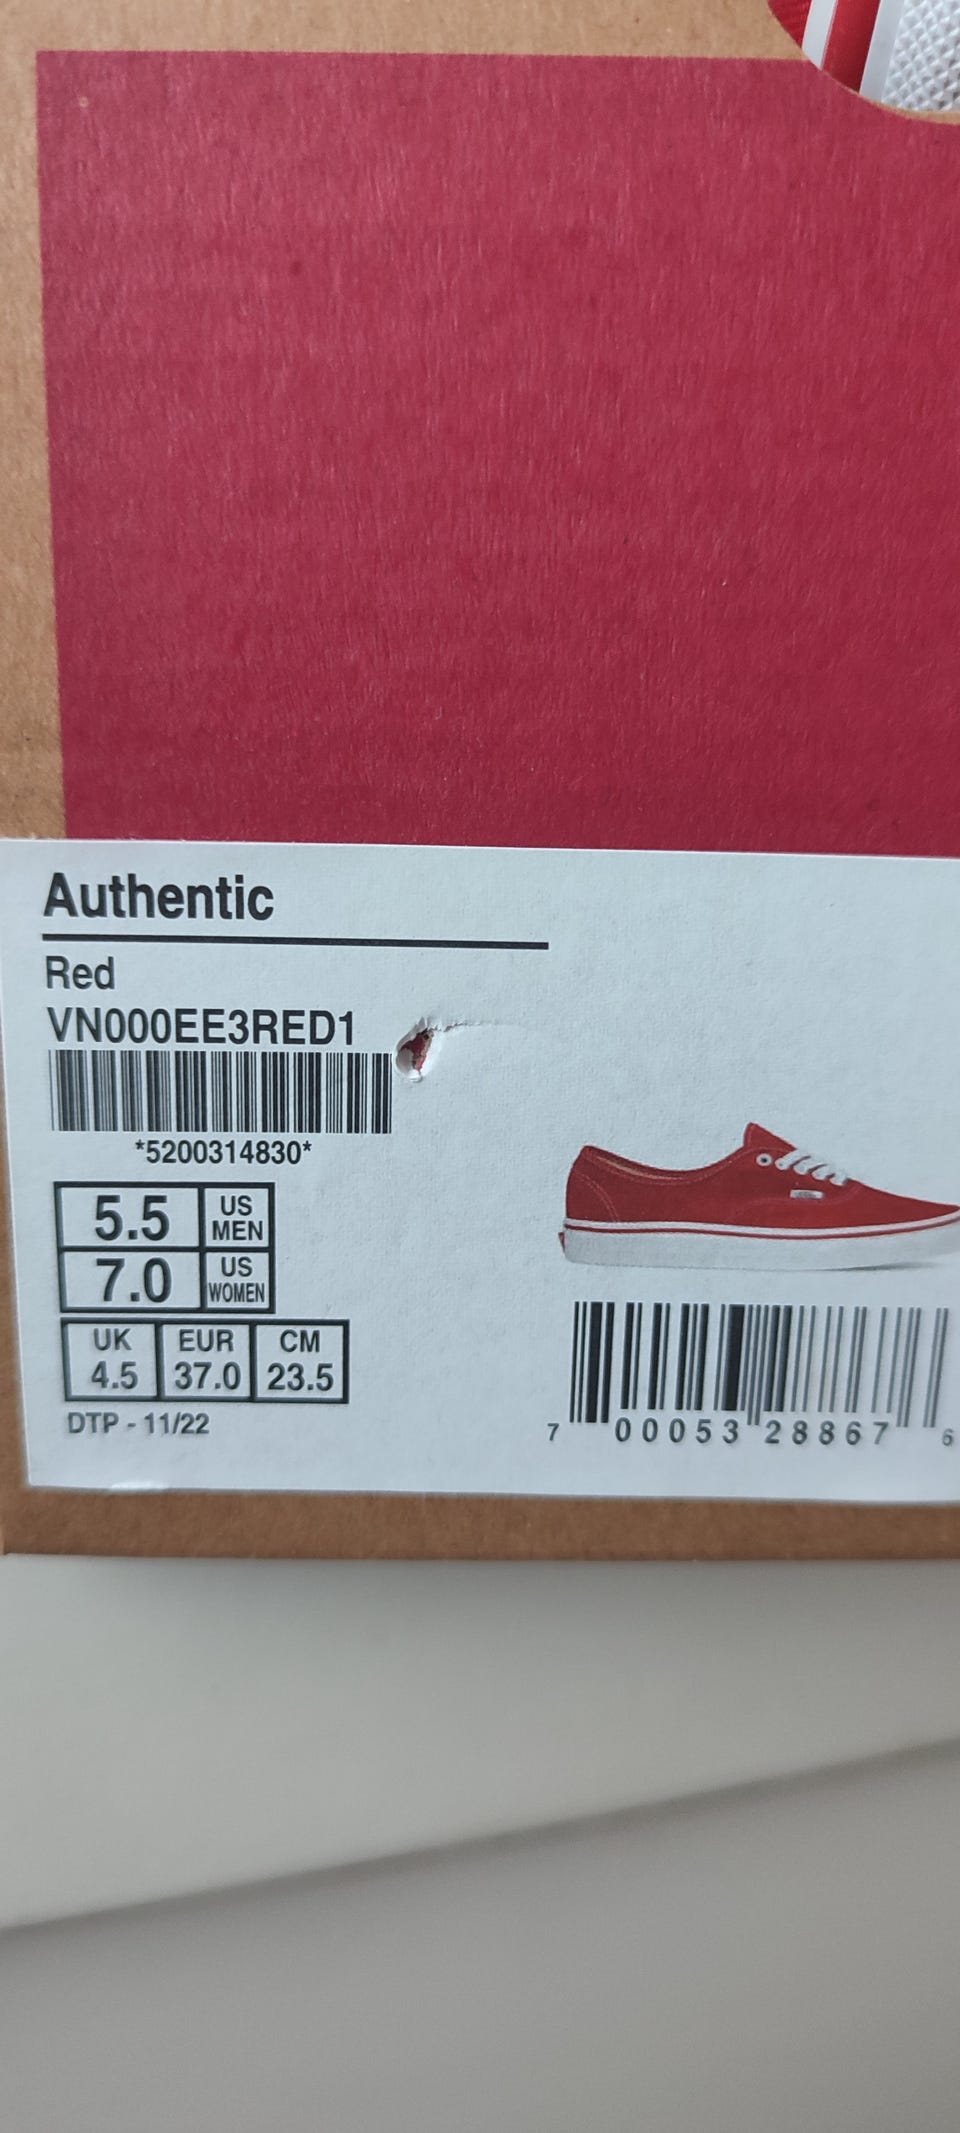 Authentic
Red
VN000EE3RED1
*5200314830*
5.5 US MEN
7.0 US WOMEN
UK EUR CM
4.5 37.0 23.5
DTP - 11/22
7 00053 28867 6